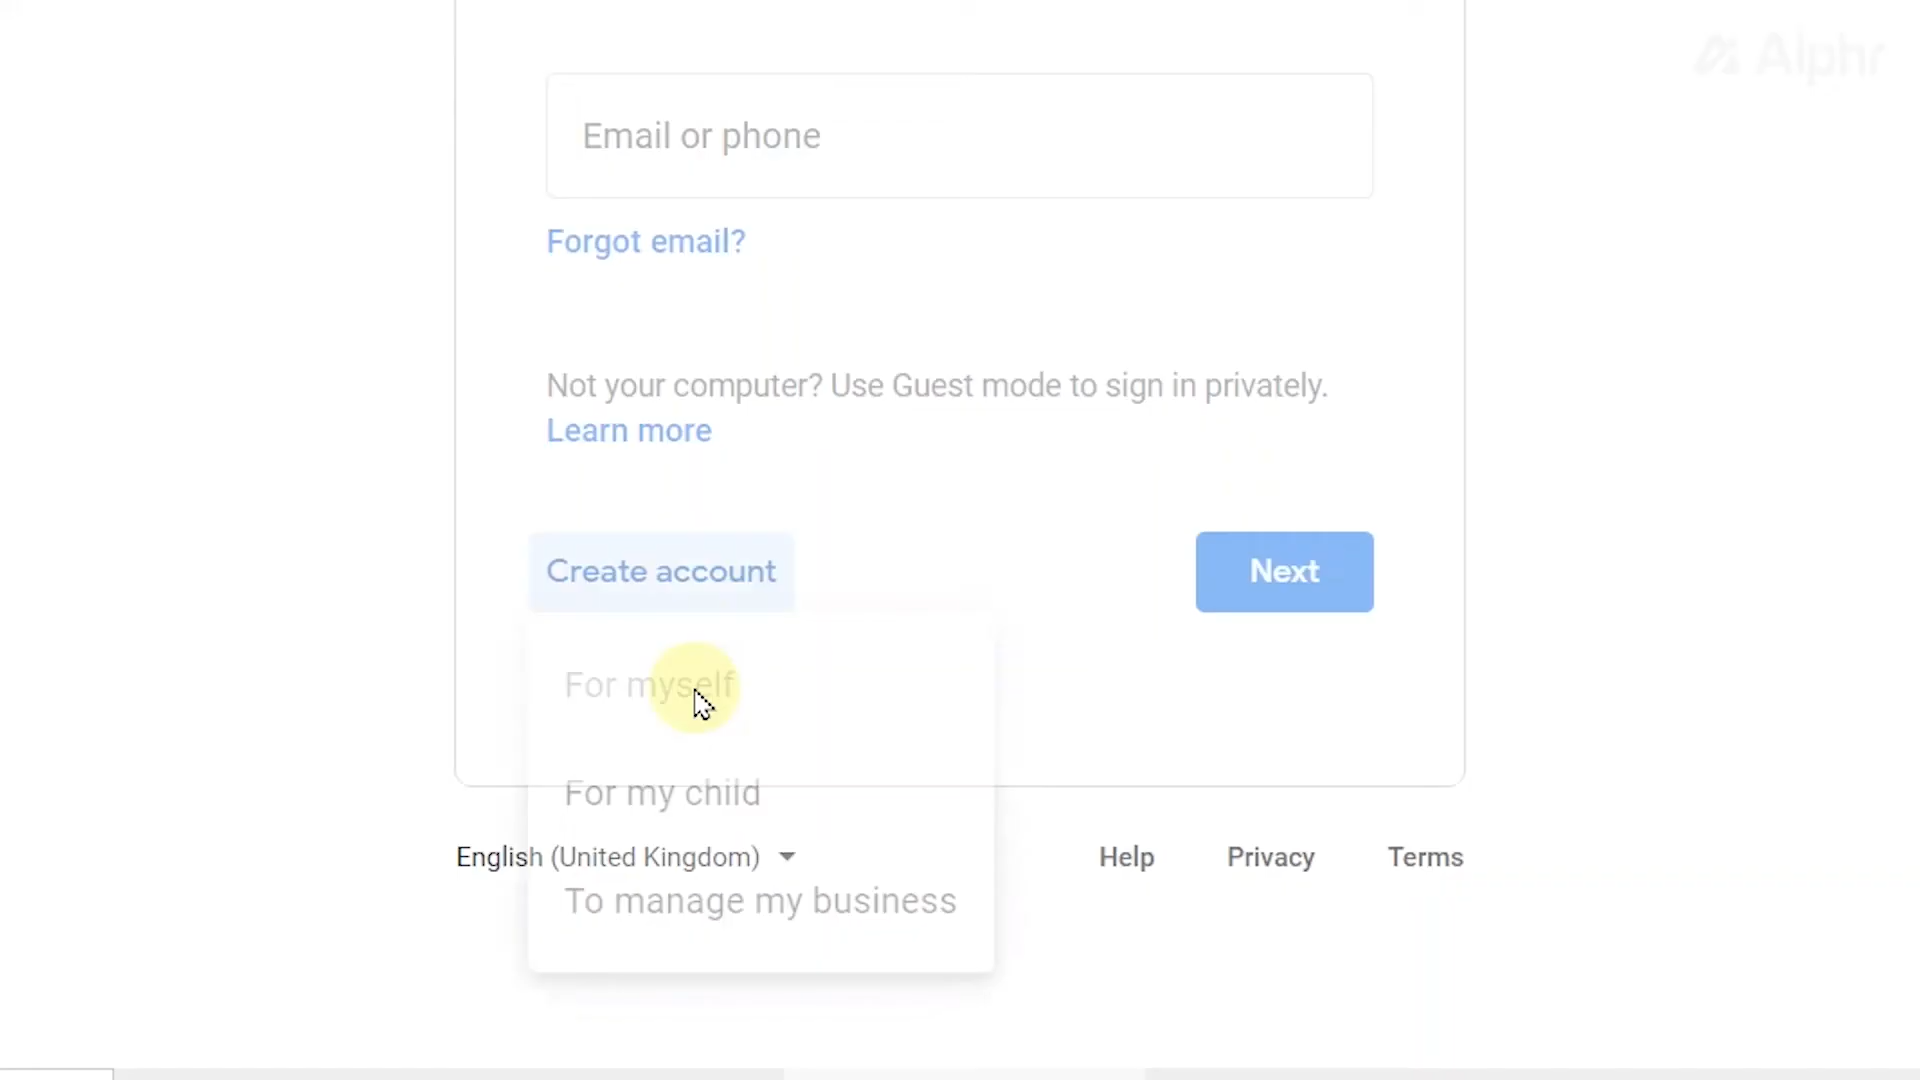 Alphr
Email or phone
Forgot email?
Not your computer? Use Guest mode to sign in privately.
Learn more
Create account
Next
For myself
For my child
English (United Kingdom)
Help
Privacy
Terms
To manage my business